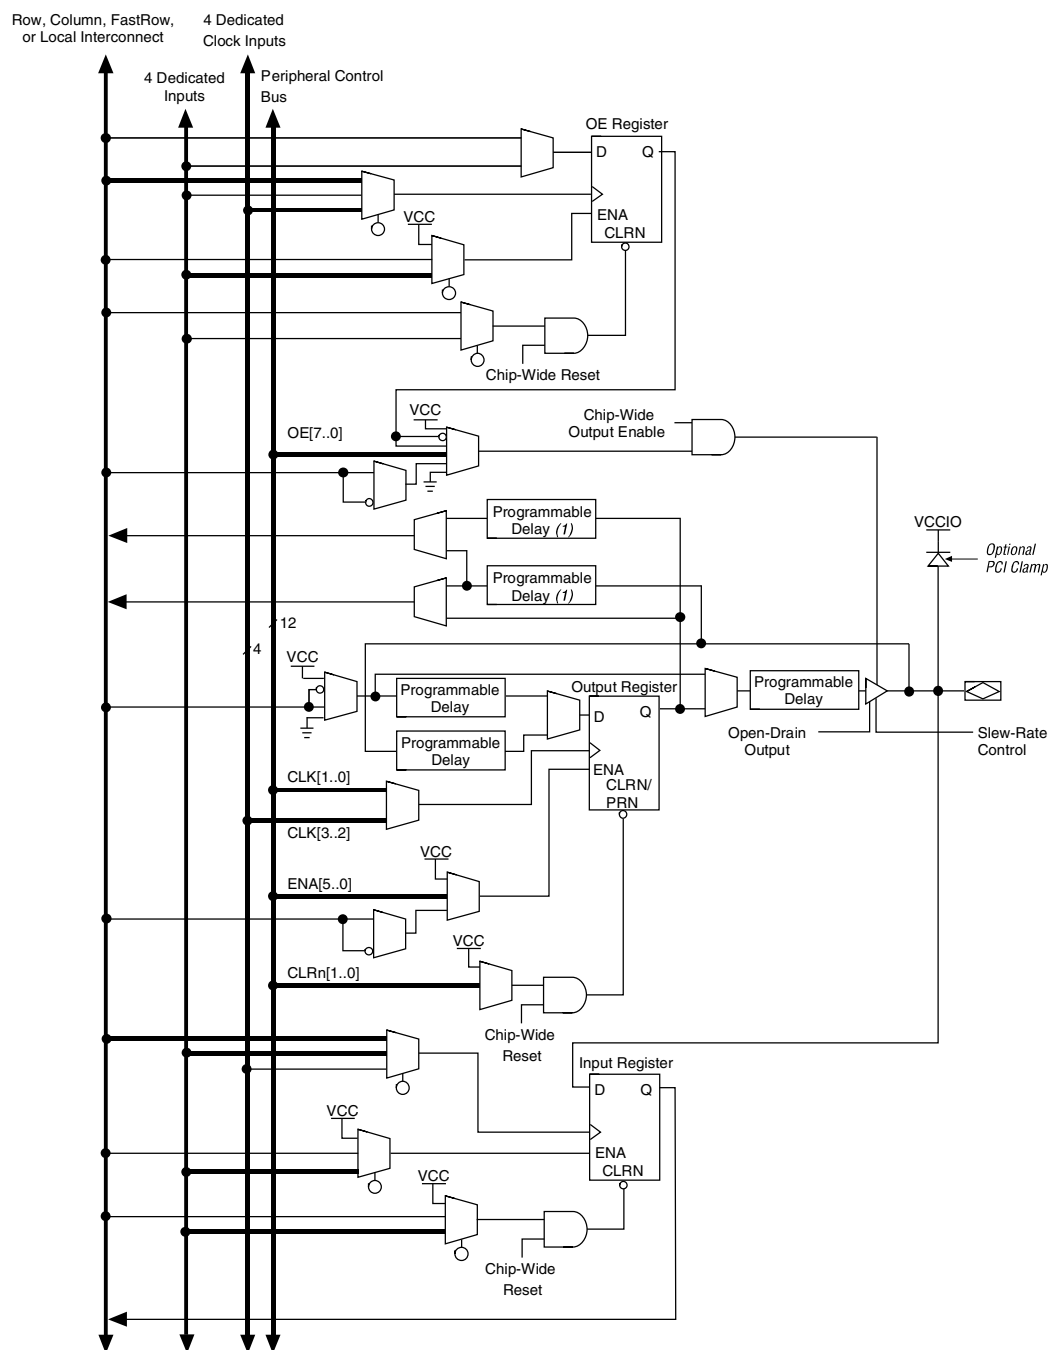 Row, Column, FastRow,
or Local Interconnect
4 Dedicated
Clock Inputs
4 Dedicated
Inputs
Peripheral Control
Bus
OE Register
D
Q
ENA
CLRN
VCC
Chip-Wide Reset
VCC
OE[7..0]
Chip-Wide
Output Enable
Programmable
Delay (1)
VCCIO
Optional
PCI Clamp
Programmable
Delay (1)
12
4
VCC
Programmable
Delay
Output Register
D
Q
ENA
CLRN/
PRN
Programmable
Delay
Programmable
Delay
Open-Drain
Output
Slew-Rate
Control
CLK[1..0]
CLK[3..2]
VCC
ENA[5..0]
VCC
CLRn[1..0]
Chip-Wide
Reset
Input Register
D
Q
ENA
CLRN
VCC
VCC
Chip-Wide
Reset